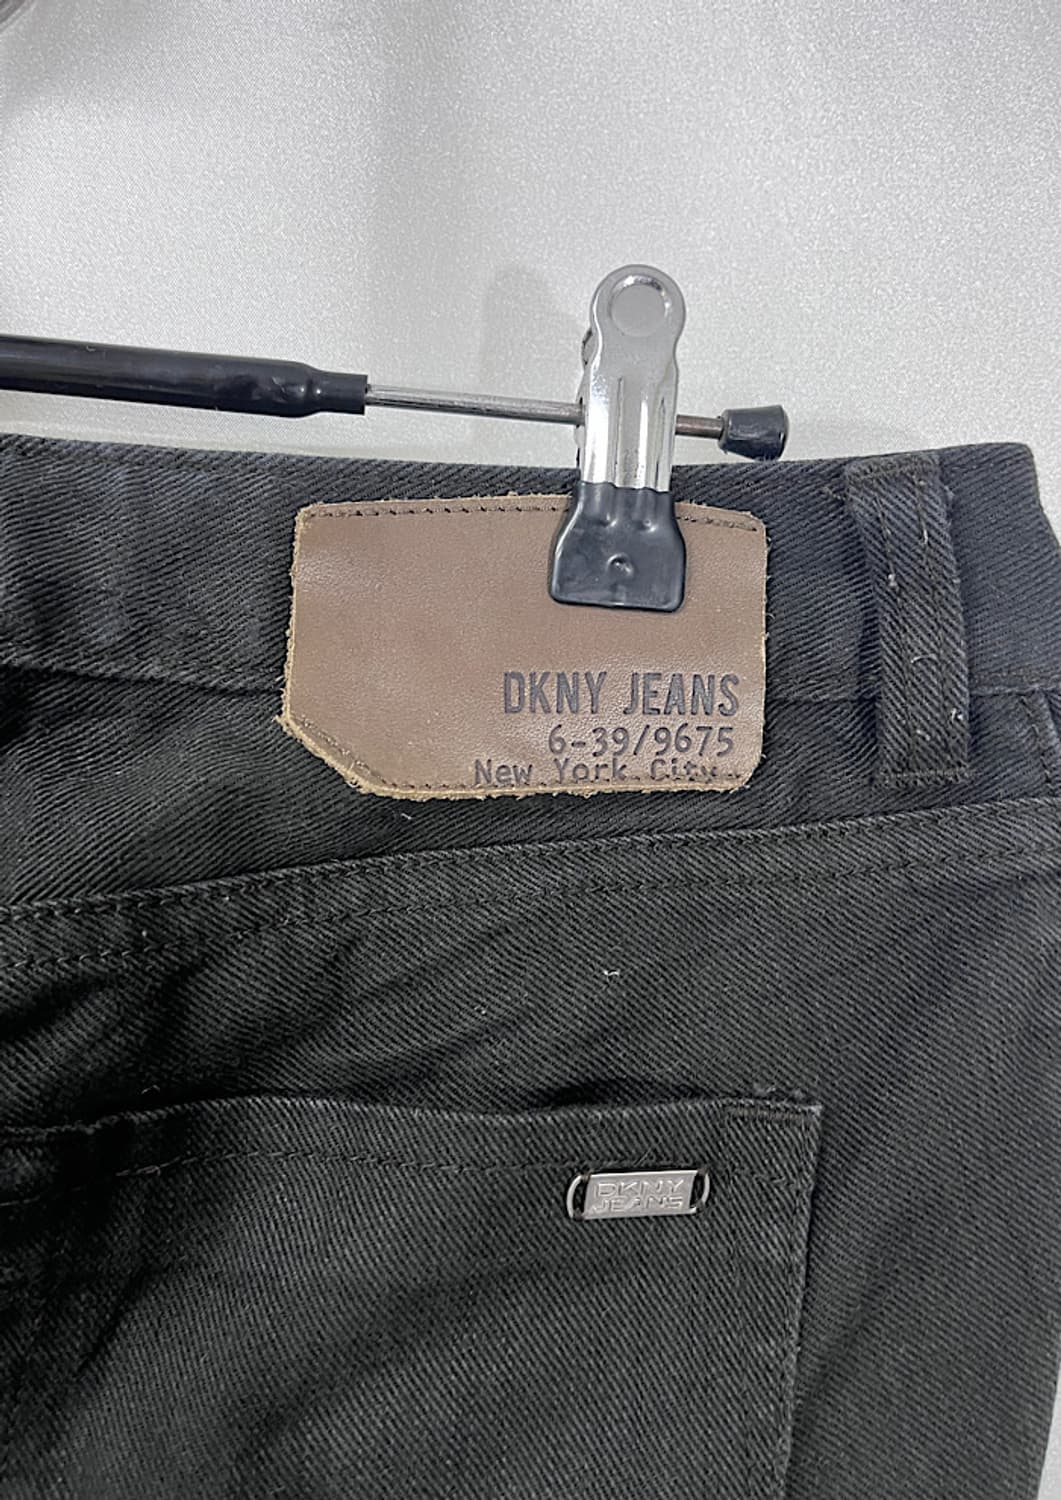 DKNY JEANS
6-39/9675
New York City
DKNY
JEANS